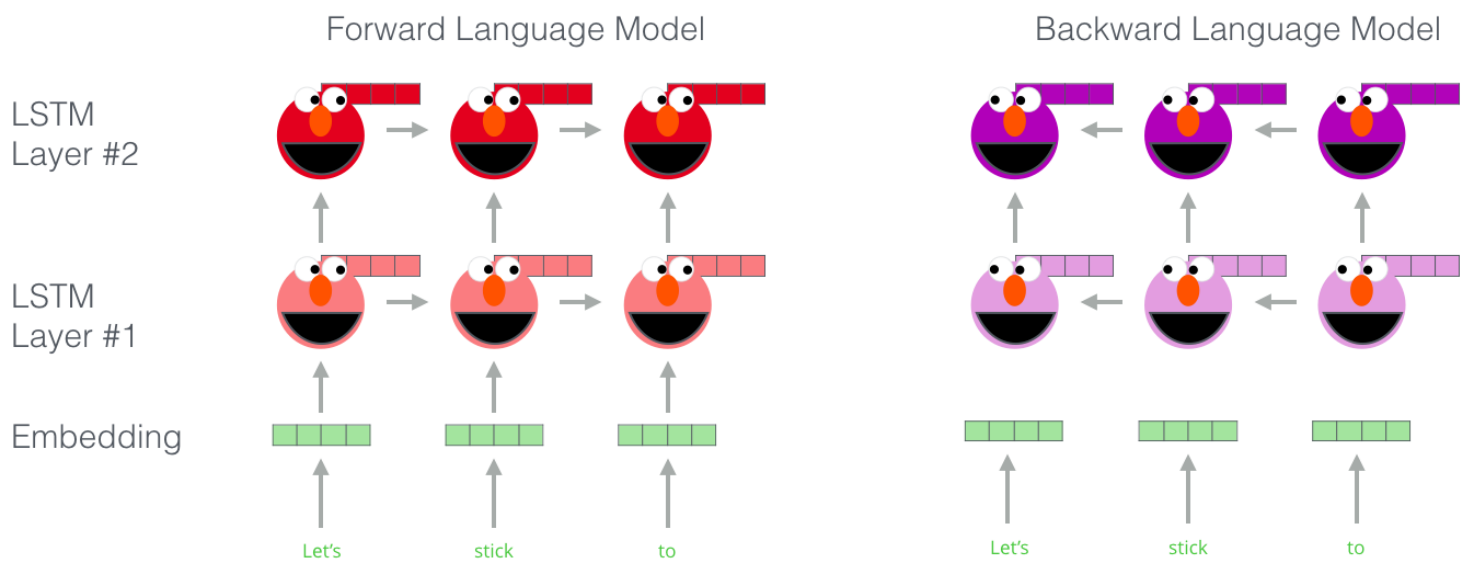 Forward Language Model
Backward Language Model
LSTM
Layer #2
LSTM
Layer #1
Embedding
Let's
stick
to
Let's
stick
to